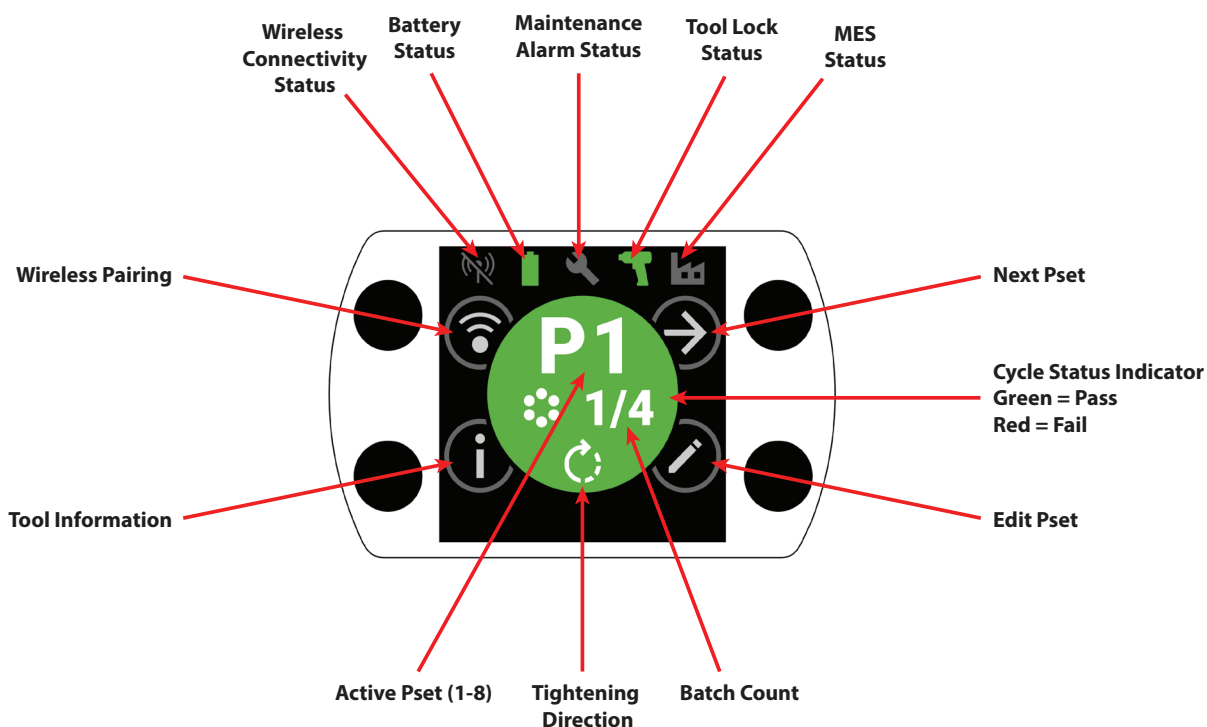 Wireless
Connectivity
Status
Battery
Status
Maintenance
Alarm Status
Tool Lock
Status
MES
Status
Wireless Pairing
Next Pset
P1
1/4
Cycle Status Indicator
Green = Pass
Red = Fail
i
Tool Information
Edit Pset
Active Pset (1-8)
Tightening
Direction
Batch Count